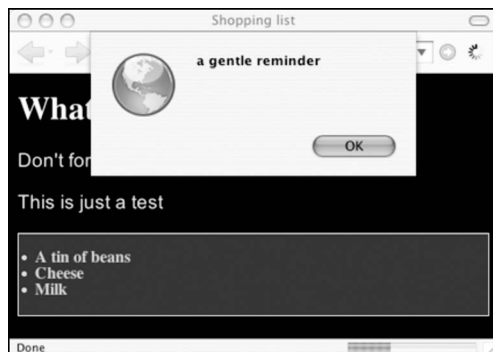 Shopping list
a gentle reminder
OK
What
Don't for
This is just a test
A tin of beans
Cheese
Milk
Done